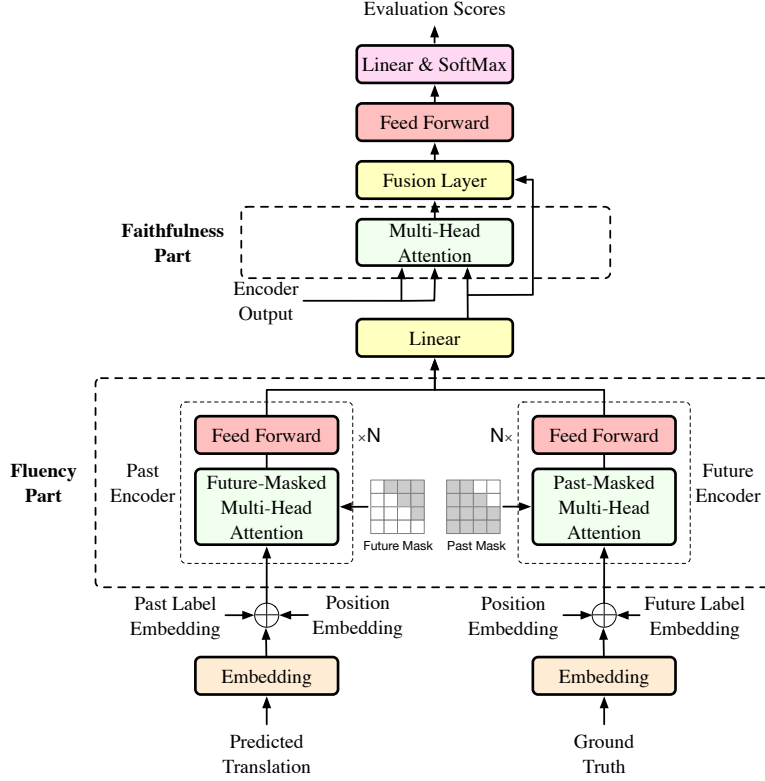 Evaluation Scores
Linear & SoftMax
Feed Forward
Fusion Layer
Faithfulness
Part
Multi-Head
Attention
Encoder
Output
Linear
Fluency
Part
Past
Encoder
Feed Forward
×N
Future-Masked
Multi-Head
Attention
Future Mask
Past Mask
N×
Feed Forward
Past-Masked
Multi-Head
Attention
Future
Encoder
Past Label
Embedding
Position
Embedding
Position
Embedding
Future Label
Embedding
Embedding
Embedding
Predicted
Translation
Ground
Truth